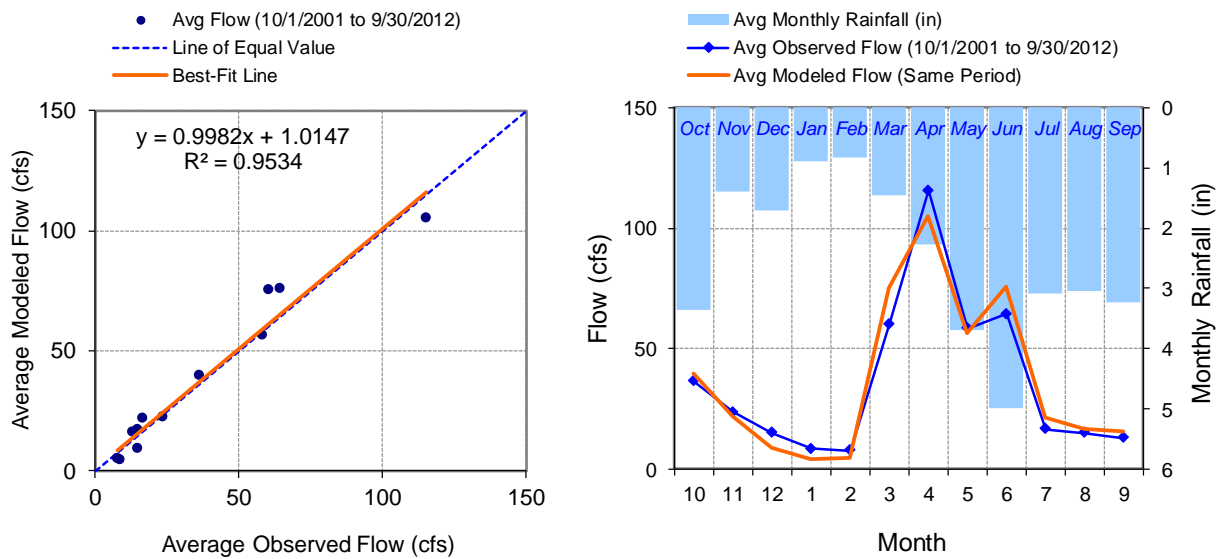 Avg Flow (10/1/2001 to 9/30/2012)
Line of Equal Value
Best-Fit Line
150
100
50
0
0
50
100
150
y = 0.9982x + 1.0147
R² = 0.9534
Average Modeled Flow (cfs)
Average Observed Flow (cfs)
Avg Monthly Rainfall (in)
Avg Observed Flow (10/1/2001 to 9/30/2012)
Avg Modeled Flow (Same Period)
150
100
50
0
Flow (cfs)
Oct Nov Dec Jan Feb Mar Apr May Jun Jul Aug Sep
0
1
2
3
4
5
6
Monthly Rainfall (in)
10 11 12 1 2 3 4 5 6 7 8 9
Month